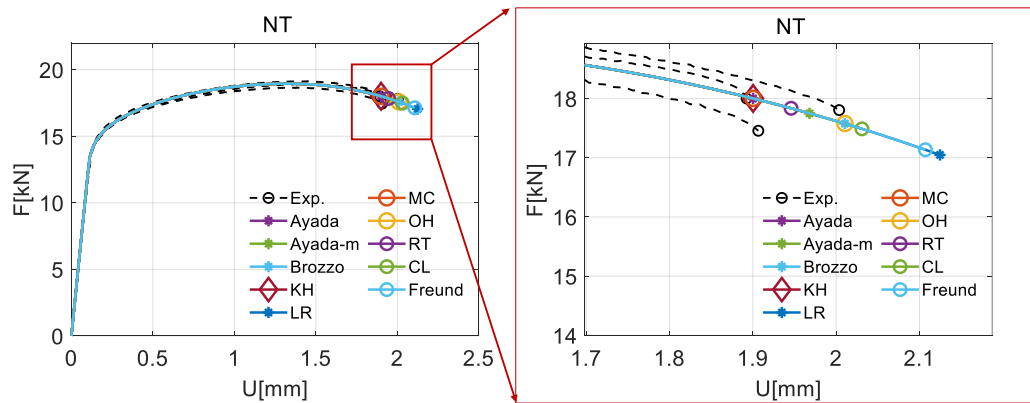 NT
F[kN]
20
15
10
5
0
0
0.5
1
1.5
2
2.5
U[mm]
Exp.
Ayada
Ayada-m
Brozzo
KH
LR
MC
OH
RT
CL
Freund
NT
F[kN]
18
17
16
15
14
1.7
1.8
1.9
2
2.1
U[mm]
Exp.
Ayada
Ayada-m
Brozzo
KH
LR
MC
OH
RT
CL
Freund